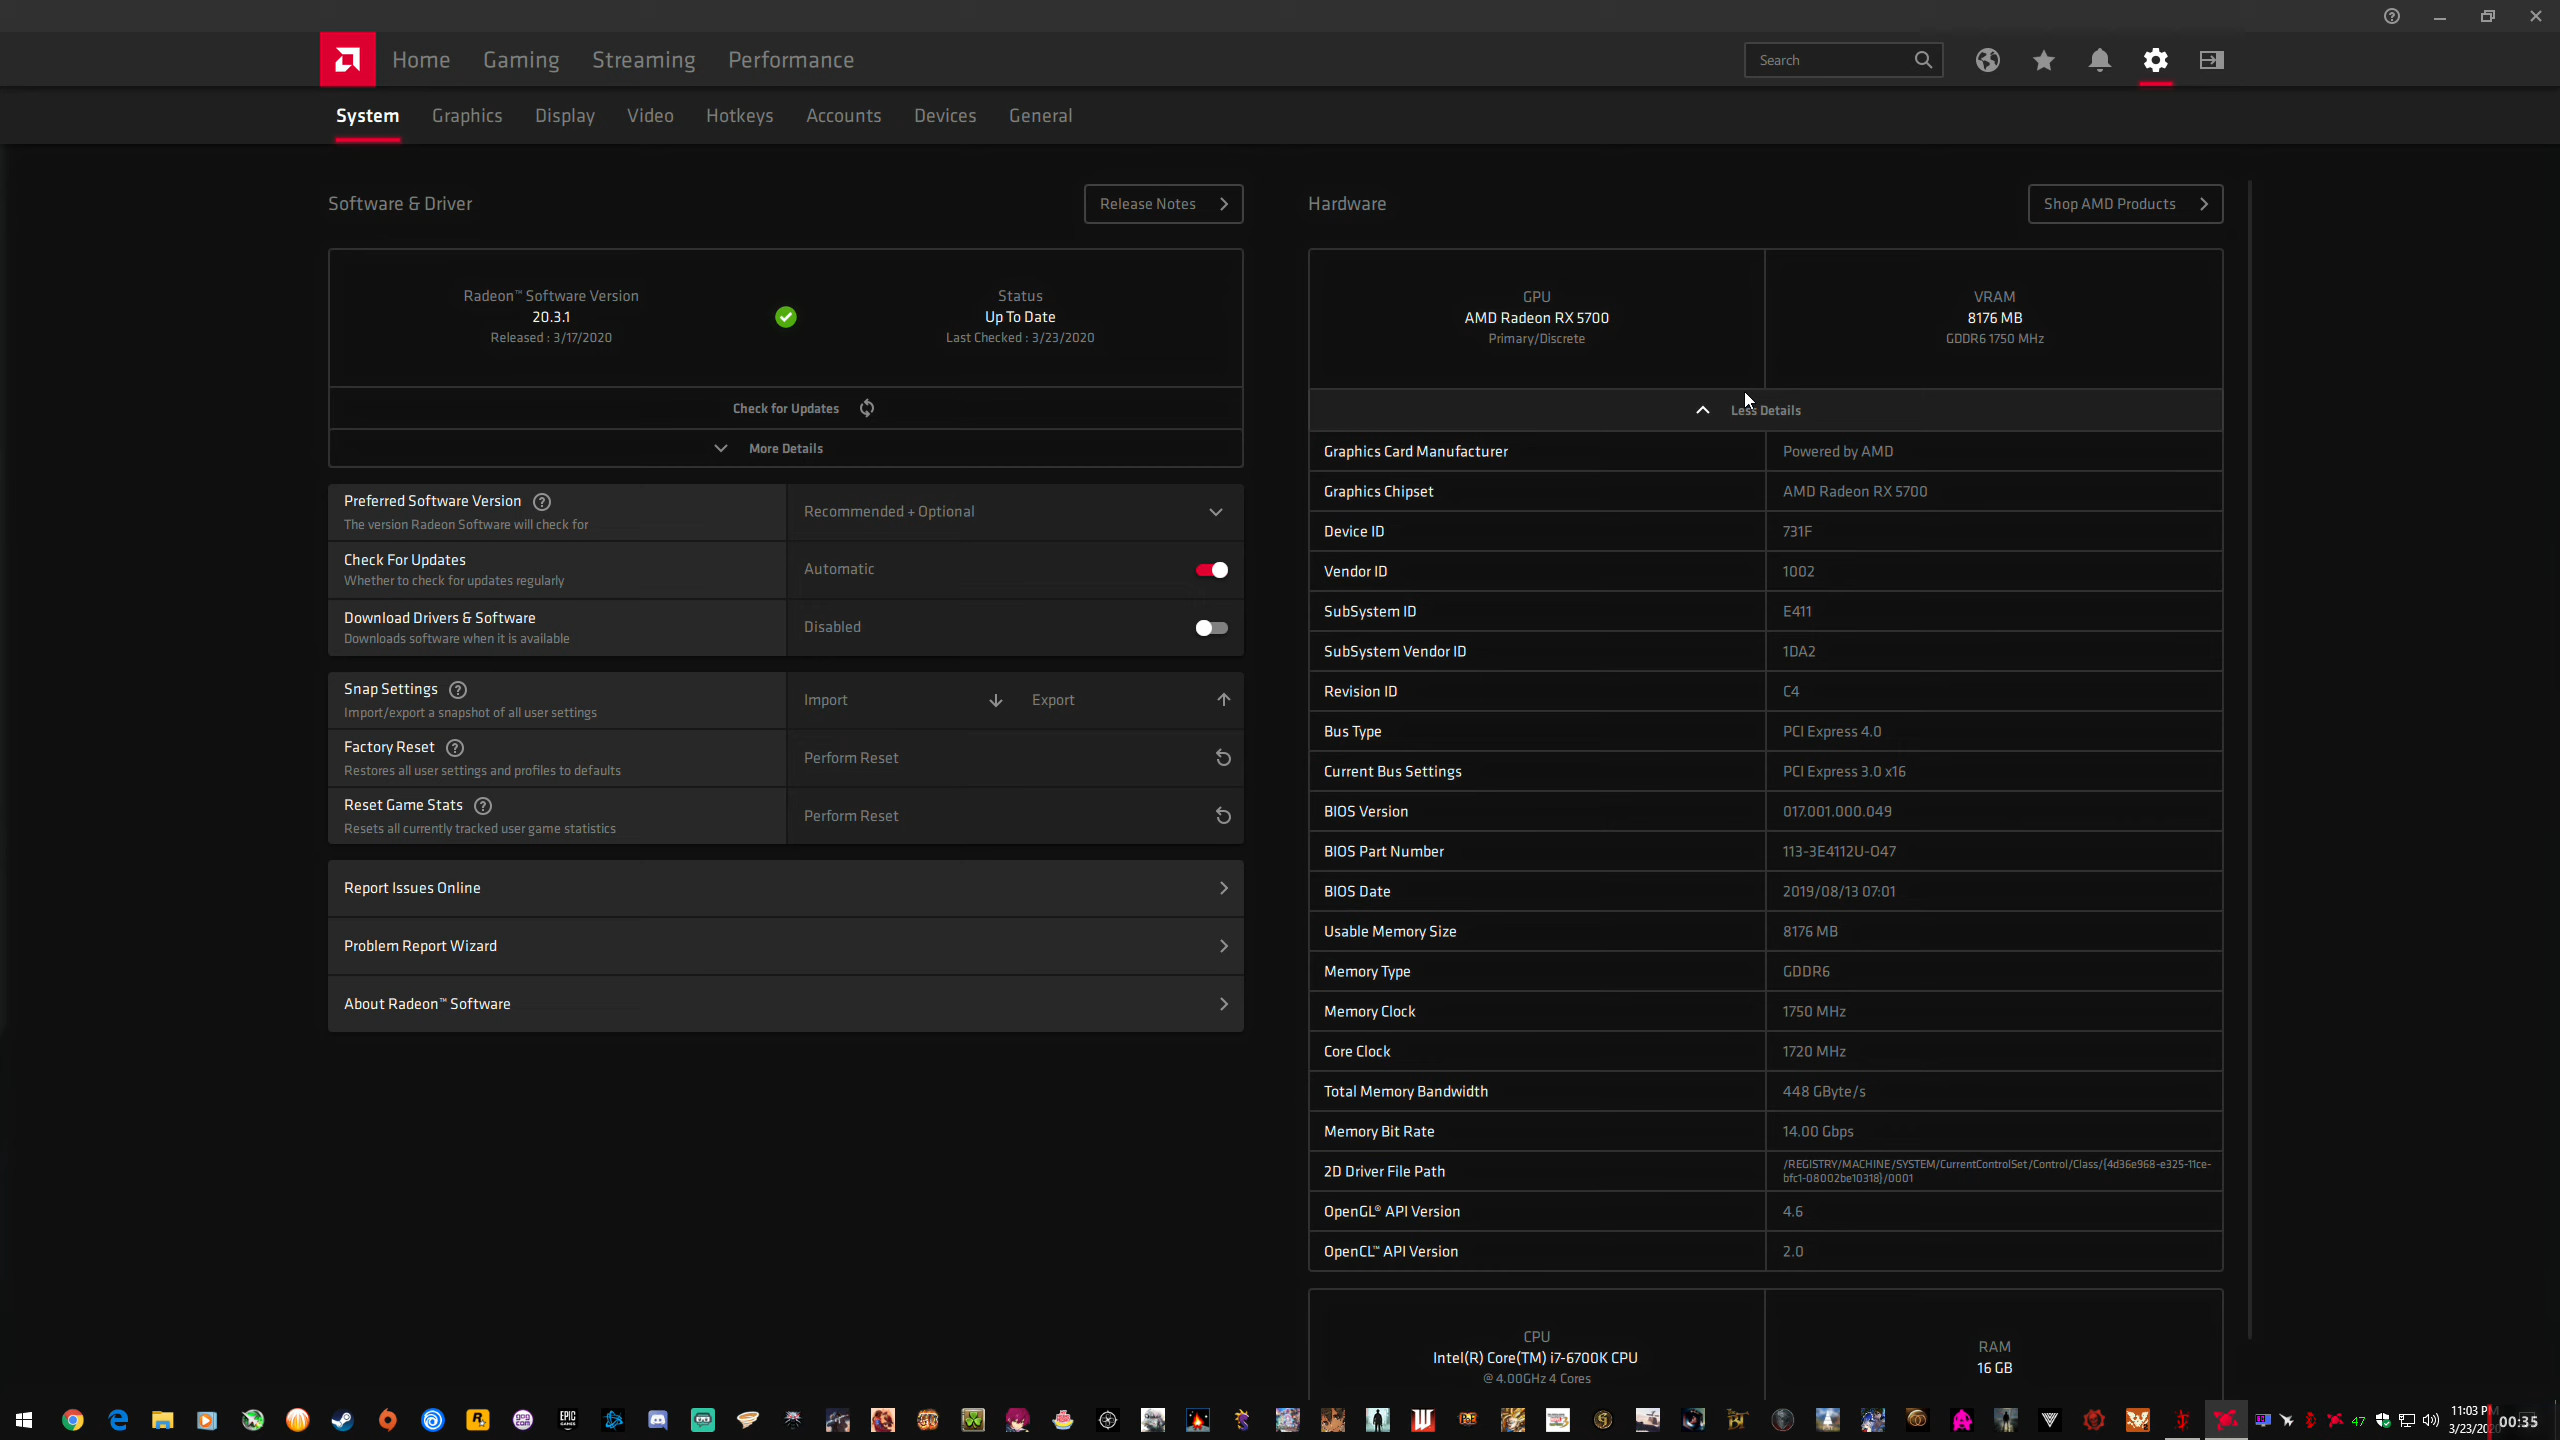 Home Gaming Streaming Performance
Search
System Graphics Display Video Hotkeys Accounts Devices General
Software & Driver
Release Notes
Radeon™ Software Version
20.3.1
Released : 3/17/2020
Status
Up To Date
Last Checked : 3/23/2020
Check for Updates
More Details
Preferred Software Version
The version Radeon Software will check for
Recommended + Optional
Check For Updates
Whether to check for updates regularly
Automatic
Download Drivers & Software
Downloads software when it is available
Disabled
Snap Settings
Import/export a snapshot of all user settings
Import
Export
Factory Reset
Restores all user settings and profiles to defaults
Perform Reset
Reset Game Stats
Resets all currently tracked user game statistics
Perform Reset
Report Issues Online
Problem Report Wizard
About Radeon™ Software
Hardware
Shop AMD Products
GPU
AMD Radeon RX 5700
Primary/Discrete
VRAM
8176 MB
GDDR6 1750 MHz
Less Details
Graphics Card Manufacturer Powered by AMD
Graphics Chipset AMD Radeon RX 5700
Device ID 731F
Vendor ID 1002
SubSystem ID E411
SubSystem Vendor ID 1DA2
Revision ID C4
Bus Type PCI Express 4.0
Current Bus Settings PCI Express 3.0 x16
BIOS Version 017.001.000.049
BIOS Part Number 113-3E4112U-O47
BIOS Date 2019/08/13 07:01
Usable Memory Size 8176 MB
Memory Type GDDR6
Memory Clock 1750 MHz
Core Clock 1720 MHz
Total Memory Bandwidth 448 GByte/s
Memory Bit Rate 14.00 Gbps
2D Driver File Path /REGISTRY/MACHINE/SYSTEM/CurrentControlSet/Control/Class/{4d36e968-e325-11ce-
bfc1-08002be10318}/0001
OpenGL® API Version 4.6
OpenCL™ API Version 2.0
CPU
Intel(R) Core(TM) i7-6700K CPU
@ 4.00GHz 4 Cores
RAM
16 GB
47
11:03
3/23/20
00:35